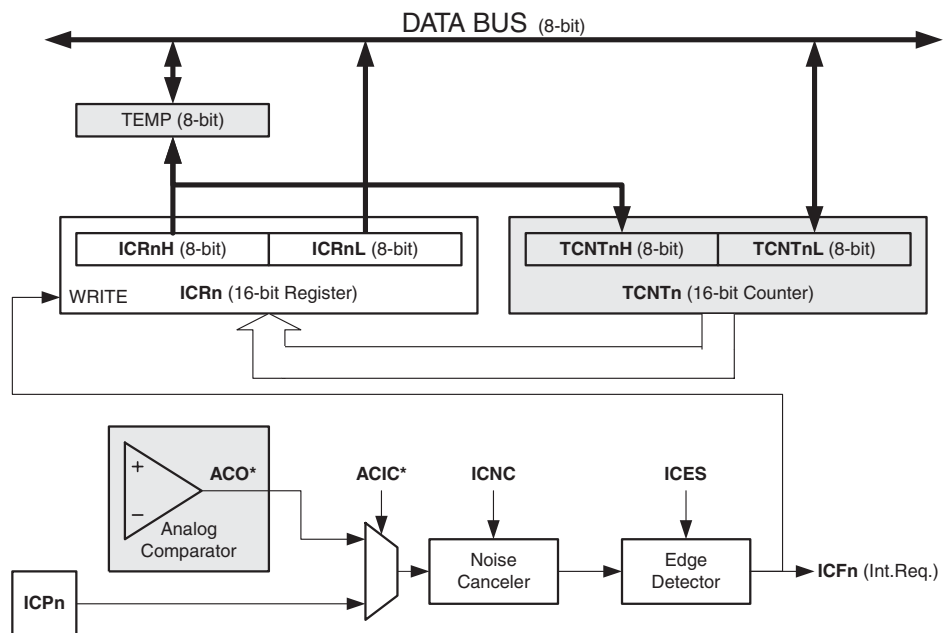 DATA BUS (8-bit)
TEMP (8-bit)
ICRnH (8-bit)
ICRnL (8-bit)
TCNTnH (8-bit)
TCNTnL (8-bit)
WRITE
ICRn (16-bit Register)
TCNTn (16-bit Counter)
+
−
ACO*
Analog
Comparator
ACIC*
ICNC
ICES
Noise
Canceler
Edge
Detector
ICFn (Int.Req.)
ICPn